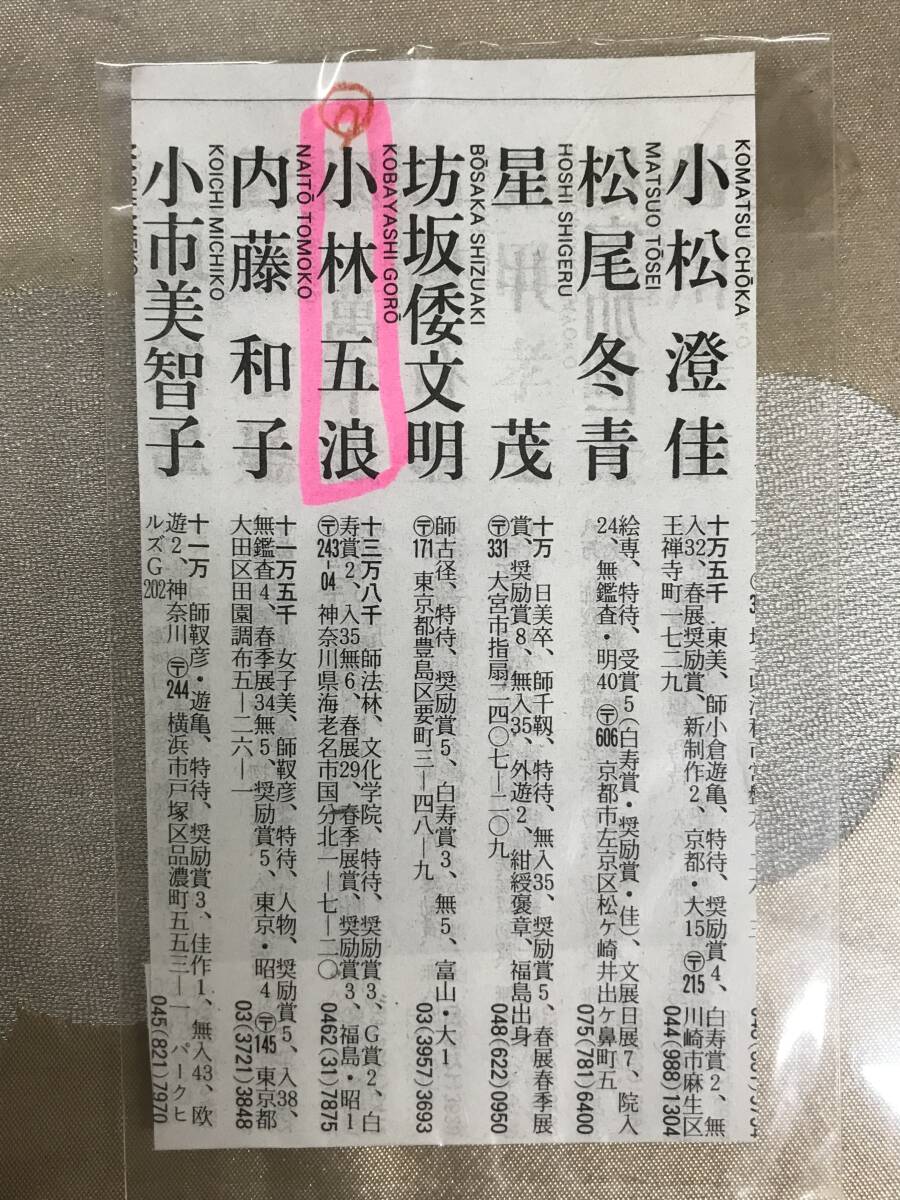 KOMATSU CHŌKA
小松澄佳
十万五千 東美、師小倉遊亀、特待、奨励賞4、白寿賞2、無
入32、春展奨励賞、新制作2、京都・大15 〒215 川崎市麻生区
王禅寺町一七二九
044(988)1304
MATSUO TŌSEI
松尾冬青
絵専、特待、受賞5(白寿賞・奨励賞・佳)、文展日展7、院入
24、無鑑査・明40 〒606 京都市左京区松ヶ崎井出ケ鼻町五
075(781)6400
HOSHI SHIGERU
星茂
十万 日美卒、師千靱、特待、無入35、奨励賞5、春展春季展
賞、奨励賞8、無入35、外遊2、紺綬褒章、福島出身
〒331 大宮市指扇二四〇七―二〇九
048(622)0950
BŌSAKA SHIZUAKI
坊坂倭文明
師古径、特待、奨励賞5、白寿賞3、無5、富山・大1
〒171 東京都豊島区要町三―四八―九
03(3957)3693
KOBAYASHI GORŌ
小林五浪
十三万八千 師法林、文化学院、特待、奨励賞3、G賞2、白
寿賞2、入35無6、春展29、春季展賞、奨励賞3、福島・昭1
〒243-04 神奈川県海老名市国分北一―七―二〇
0462(31)7875
NAITŌ TOMOKO
内藤和子
十一万五千 女子美、師靫彦、特待、人物、奨励賞5、入38、
無鑑査4、春季展34無5、奨励賞5、東京・昭4 〒145 東京都
大田区田園調布五―二六―一
03(3721)3848
KOICHI MICHIKO
小市美智子
十一万 師靫彦・遊亀、特待、奨励賞3、佳作1、無入43、欧
遊2、神奈川 〒244 横浜市戸塚区品濃町五五三―一 パークヒ
ルズG202
045(821)7970